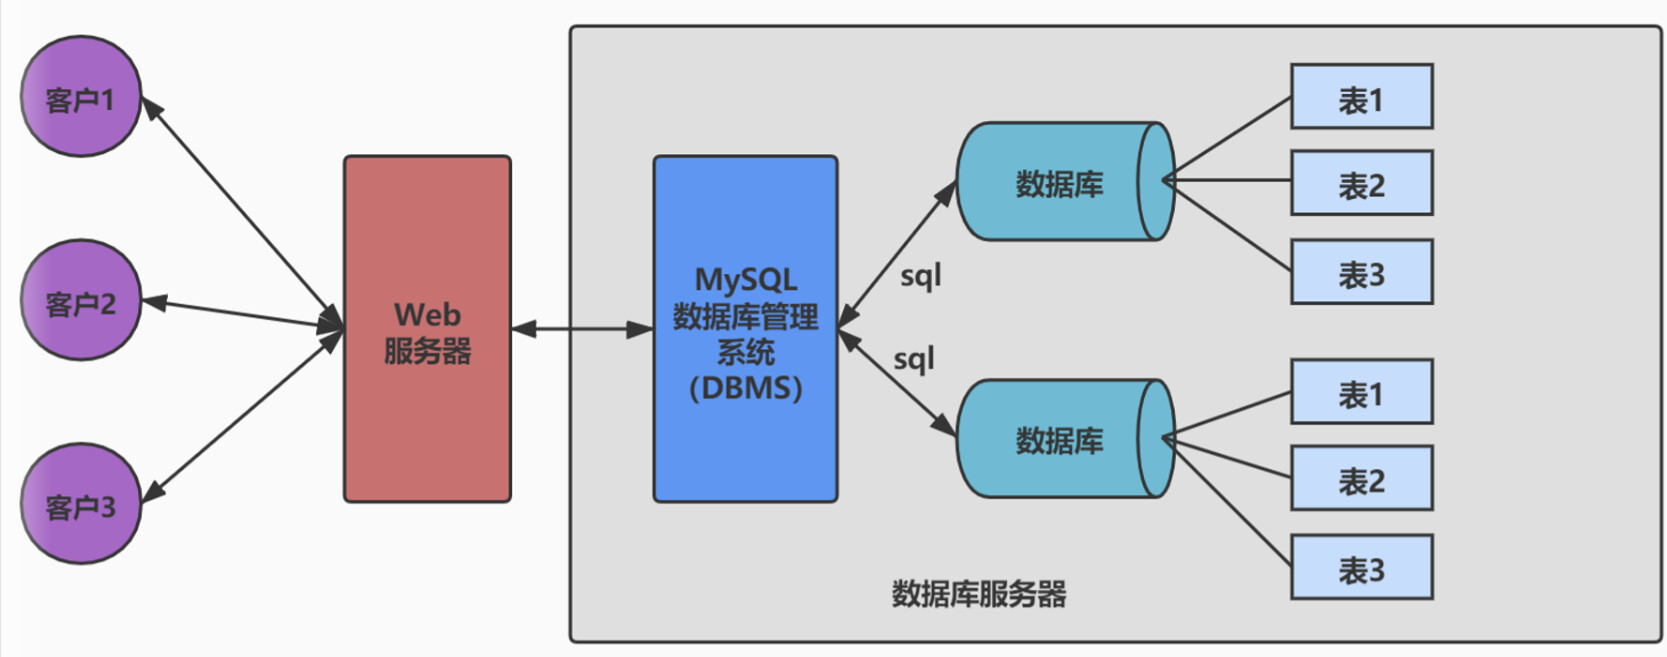 客户1
客户2
客户3
Web
服务器
MySQL
数据库管理
系统
（DBMS）
sql
sql
数据库
表1
表2
表3
数据库
表1
表2
表3
数据库服务器